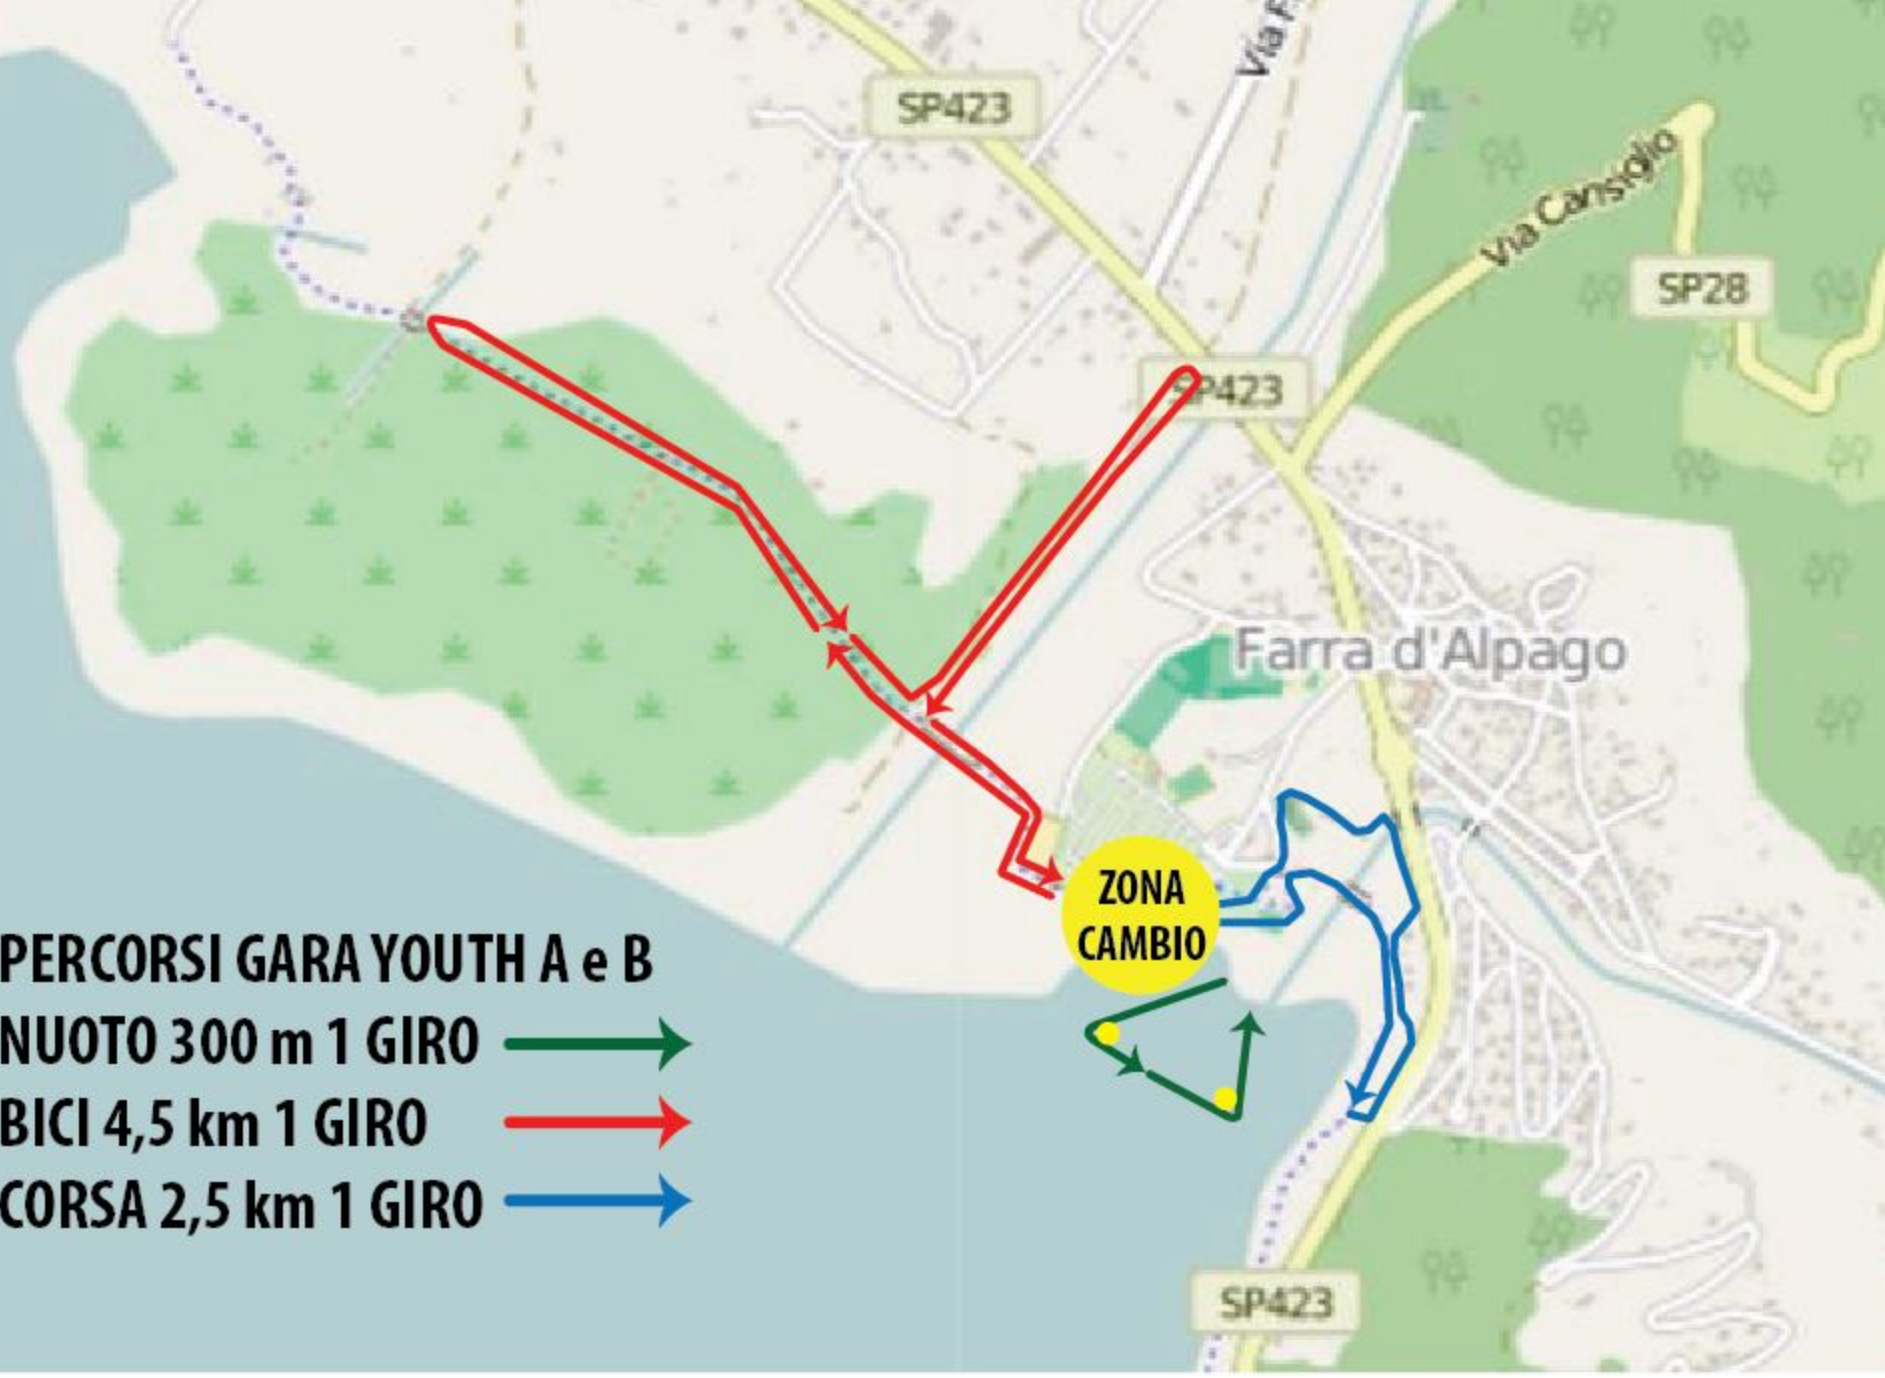 Via F.
SP423
Via Cansiglio
SP28
SP423
Farra d'Alpago
ZONA
CAMBIO
PERCORSI GARA YOUTH A e B
NUOTO 300 m 1 GIRO
BICI 4,5 km 1 GIRO
CORSA 2,5 km 1 GIRO
SP423